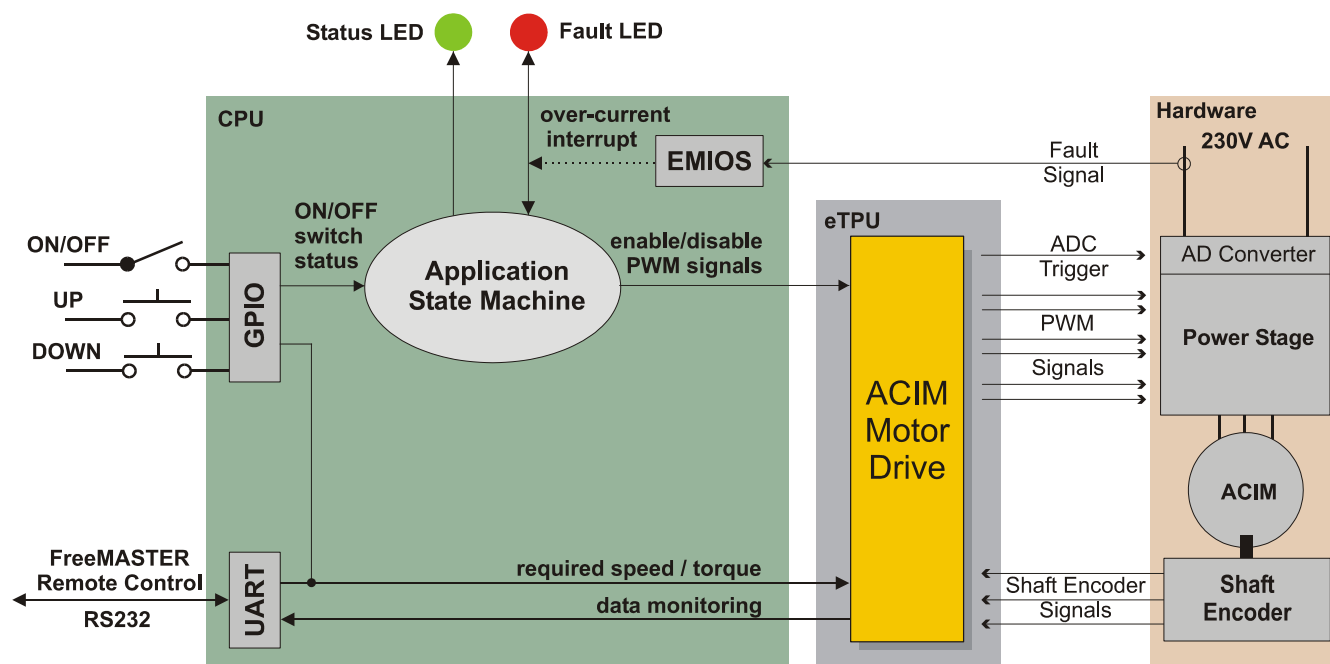 Status LED
Fault LED
CPU
over-current
interrupt
EMIOS
Fault
Signal
Hardware
230V AC
ON/OFF
switch
status
eTPU
enable/disable
PWM signals
ADC
Trigger
AD Converter
ON/OFF
UP
DOWN
GPIO
Application
State Machine
PWM
Signals
Power Stage
ACIM
Motor
Drive
ACIM
FreeMASTER
Remote Control
RS232
UART
required speed / torque
data monitoring
Shaft Encoder
Signals
Shaft
Encoder